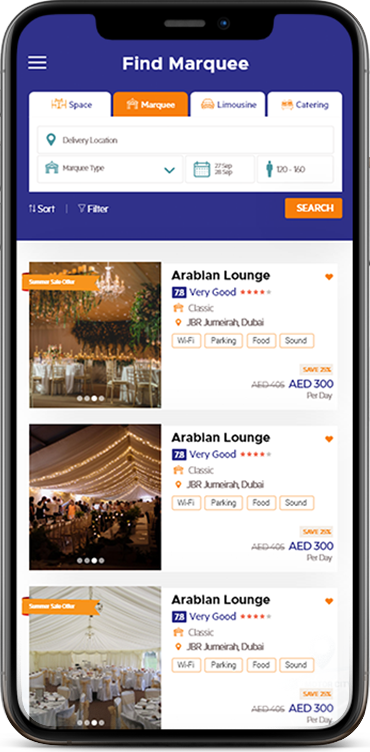 Find Marquee
Space
Marquee
Limousine
Catering
Delivery Location
Marquee Type
27 Sep
28 Sep
120 - 160
Sort | Filter
SEARCH
Summer Sale Offer
Arabian Lounge
7.8 Very Good
Classic
JBR Jumeirah, Dubai
Wi-Fi Parking Food Sound
SAVE 25%
AED 405 AED 300
Per Day
Arabian Lounge
7.8 Very Good
Classic
JBR Jumeirah, Dubai
Wi-Fi Parking Food Sound
SAVE 25%
AED 405 AED 300
Per Day
Summer Sale Offer
Arabian Lounge
7.8 Very Good
Classic
JBR Jumeirah, Dubai
Wi-Fi Parking Food Sound
SAVE 25%
AED 405 AED 300
Per Day